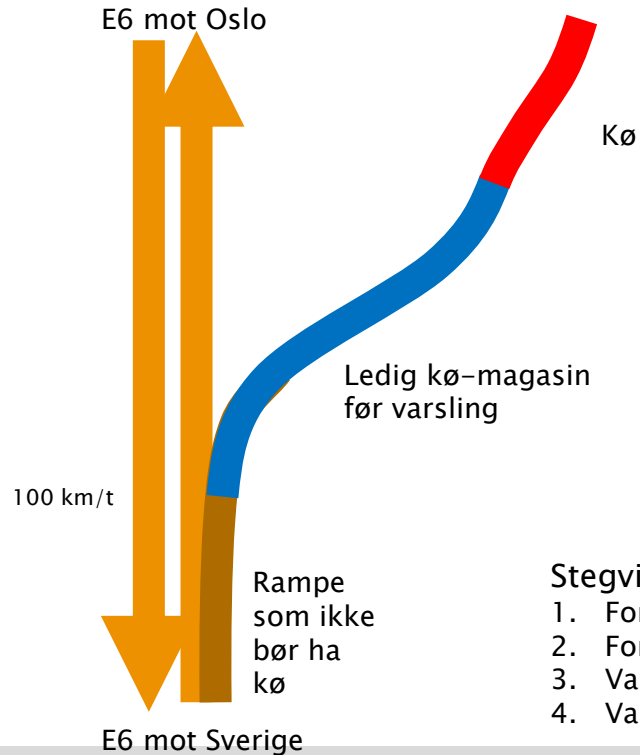 E6 mot Oslo
Kø
Ledig kø-magasin
før varsling
100 km/t
Rampe
som ikke
bør ha
kø
Stegvi
1. For
2. For
3. Va
4. Va
E6 mot Sverige